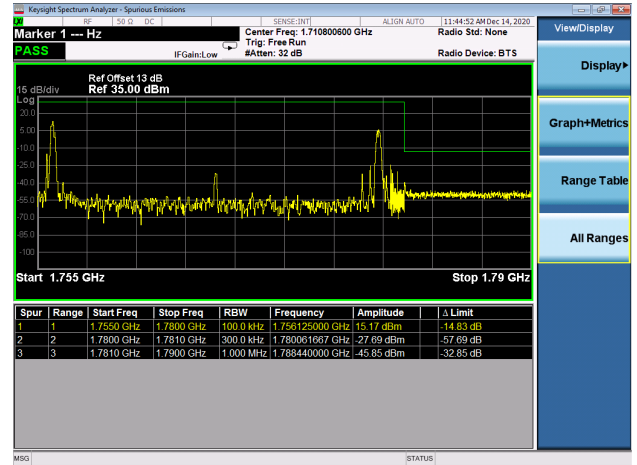 Keysight Spectrum Analyzer - Spurious Emissions
LXI RF 50 Ω DC SENSE:INT ALIGN AUTO 11:44:52 AM Dec 14, 2020
Marker 1 --- Hz
Center Freq: 1.710800600 GHz
Radio Std: None
Trig: Free Run
PASS
IFGain:Low
#Atten: 32 dB
Radio Device: BTS
Ref Offset 13 dB
15 dB/div Ref 35.00 dBm
Log
20.0
5.00
-10.0
-25.0
-40.0
-55.0
-70.0
-85.0
-100
Start 1.755 GHz Stop 1.79 GHz
Spur Range Start Freq Stop Freq RBW Frequency Amplitude Δ Limit
1 1 1.7550 GHz 1.7800 GHz 100.0 kHz 1.756125000 GHz 15.17 dBm -14.83 dB
2 2 1.7800 GHz 1.7810 GHz 300.0 kHz 1.780061667 GHz -27.69 dBm -57.69 dB
3 3 1.7810 GHz 1.7900 GHz 1.000 MHz 1.788440000 GHz -45.85 dBm -32.85 dB
View/Display
Display
Graph+Metrics
Range Table
All Ranges
MSG STATUS